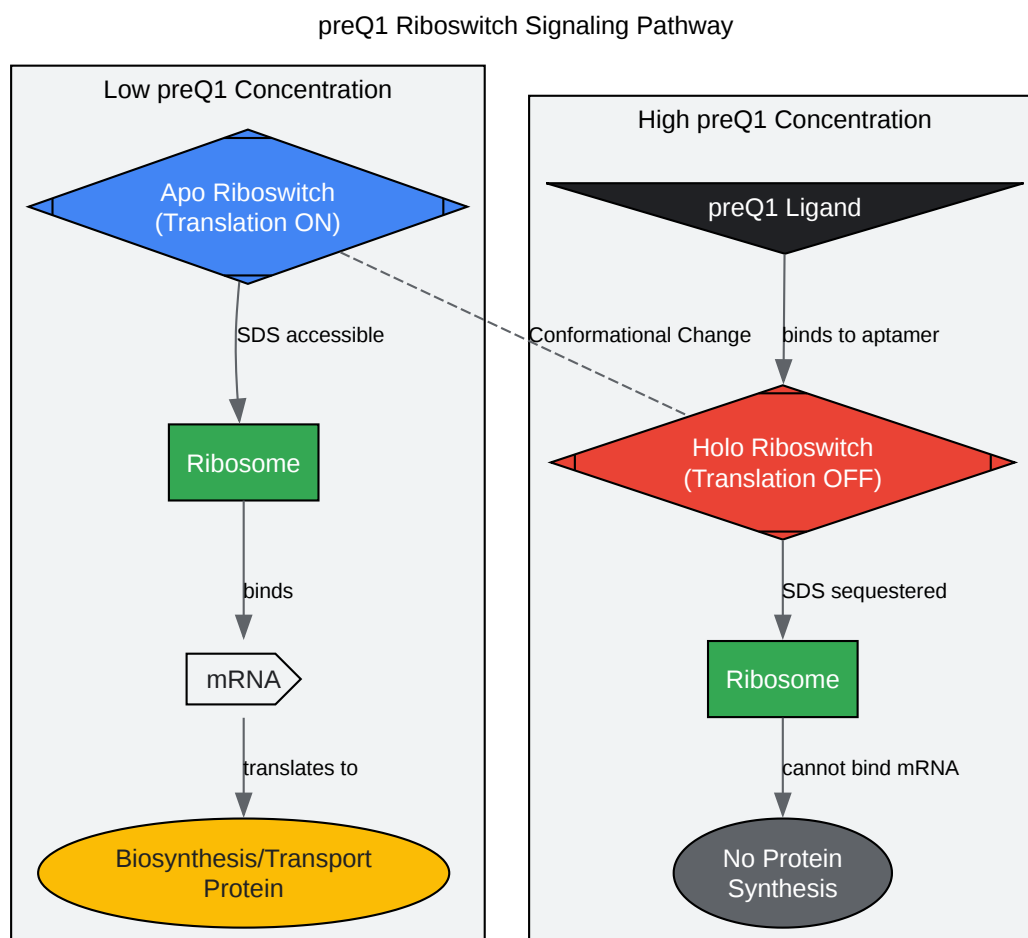 preQ1 Riboswitch Signaling Pathway
Low preQ1 Concentration
Apo Riboswitch
(Translation ON)
SDS accessible
Ribosome
binds
mRNA
translates to
Biosynthesis/Transport
Protein
High preQ1 Concentration
preQ1 Ligand
Conformational Change
binds to aptamer
Holo Riboswitch
(Translation OFF)
SDS sequestered
Ribosome
cannot bind mRNA
No Protein
Synthesis